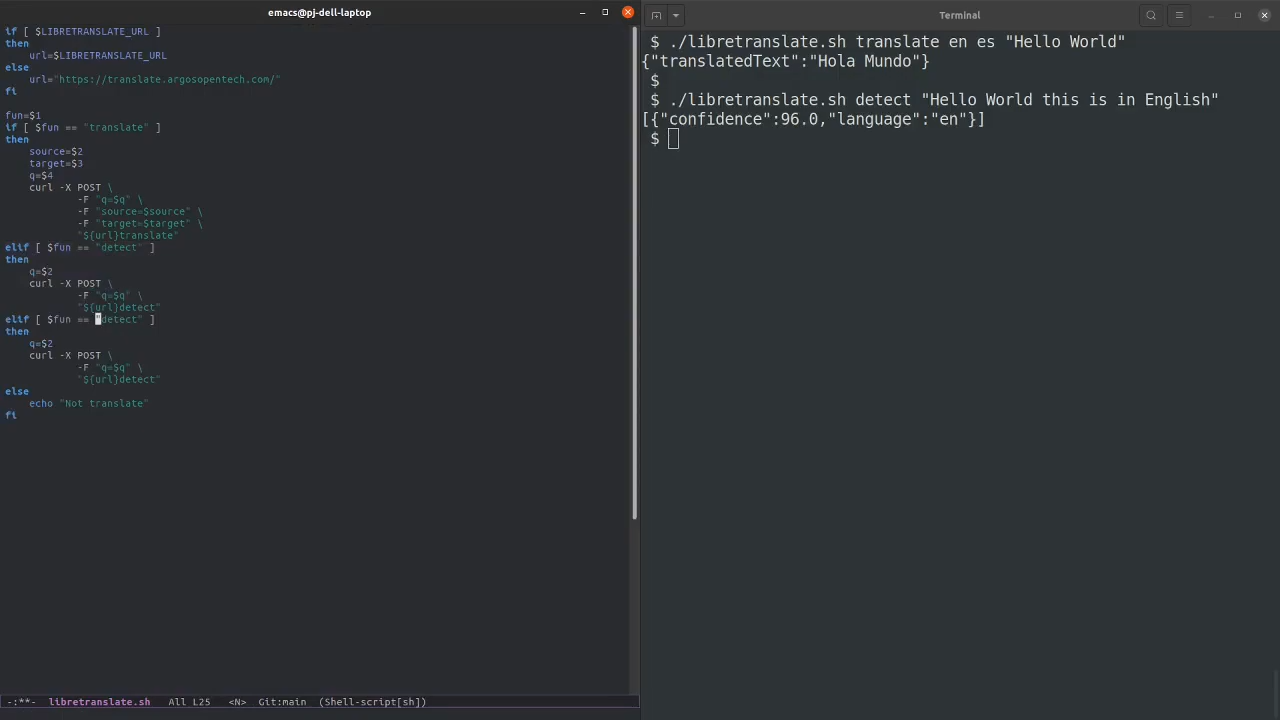 emacs@pj-dell-laptop
if [ $LIBRETRANSLATE_URL ]
then
    url=$LIBRETRANSLATE_URL
else
    url="https://translate.argosopentech.com/"
fi

fun=$1
if [ $fun == "translate" ]
then
    source=$2
    target=$3
    q=$4
    curl -X POST \
            -F "q=$q" \
            -F "source=$source" \
            -F "target=$target" \
            "${url}translate"
elif [ $fun == "detect" ]
then
    q=$2
    curl -X POST \
            -F "q=$q" \
            "${url}detect"
elif [ $fun == "detect" ]
then
    q=$2
    curl -X POST \
            -F "q=$q" \
            "${url}detect"
else
    echo "Not translate"
fi
-:**-  libretranslate.sh   All L25   <N>  Git:main  (Shell-script[sh])
Terminal
$ ./libretranslate.sh translate en es "Hello World"
{"translatedText":"Hola Mundo"}
$
$ ./libretranslate.sh detect "Hello World this is in English"
[{"confidence":96.0,"language":"en"}]
$